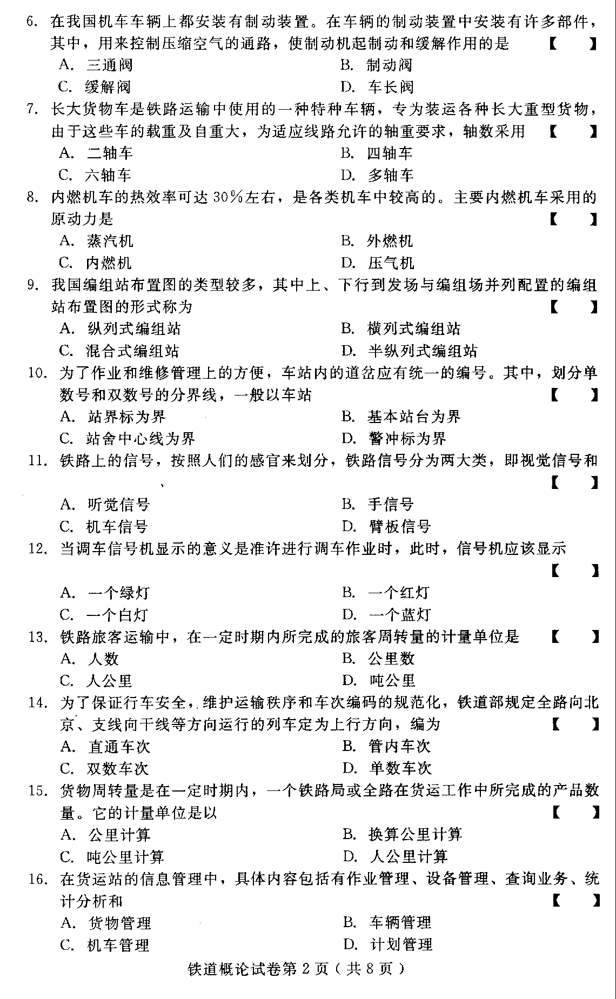 6. 在我国机车车辆上都安装有制动装置。在车辆的制动装置中安装有许多部件，
其中，用来控制压缩空气的通路，使制动机起制动和缓解作用的是 【 】
A. 三通阀 B. 制动阀
C. 缓解阀 D. 车长阀
7. 长大货物车是铁路运输中使用的一种特种车辆，专为装运各种长大重型货物，
由于这些车的载重及自重大，为适应线路允许的轴重要求，轴数采用 【 】
A. 二轴车 B. 四轴车
C. 六轴车 D. 多轴车
8. 内燃机车的热效率可达 30％左右，是各类机车中较高的。主要内燃机车采用的
原动力是 【 】
A. 蒸汽机 B. 外燃机
C. 内燃机 D. 压气机
9. 我国编组站布置图的类型较多，其中上、下行到发场与编组场并列配置的编组
站布置图的形式称为 【 】
A. 纵列式编组站 B. 横列式编组站
C. 混合式编组站 D. 半纵列式编组站
10. 为了作业和维修管理上的方便，车站内的道岔应有统一的编号。其中，划分单
数号和双数号的分界线，一般以车站 【 】
A. 站界标为界 B. 基本站台为界
C. 站舍中心线为界 D. 警冲标为界
11. 铁路上的信号，按照人们的感官来划分，铁路信号分为两大类，即视觉信号和
【 】
A. 听觉信号 B. 手信号
C. 机车信号 D. 臂板信号
12. 当调车信号机显示的意义是准许进行调车作业时，此时，信号机应该显示
【 】
A. 一个绿灯 B. 一个红灯
C. 一个白灯 D. 一个蓝灯
13. 铁路旅客运输中，在一定时期内所完成的旅客周转量的计量单位是 【 】
A. 人数 B. 公里数
C. 人公里 D. 吨公里
14. 为了保证行车安全，维护运输秩序和车次编码的规范化，铁道部规定全路向北
京、支线向干线等方向运行的列车定为上行方向，编为 【 】
A. 直通车次 B. 管内车次
C. 双数车次 D. 单数车次
15. 货物周转量是在一定时期内，一个铁路局或全路在货运工作中所完成的产品数
量。它的计量单位是以 【 】
A. 公里计算 B. 换算公里计算
C. 吨公里计算 D. 人公里计算
16. 在货运站的信息管理中，具体内容包括有作业管理、设备管理、查询业务、统
计分析和 【 】
A. 货物管理 B. 车辆管理
C. 机车管理 D. 计划管理
铁道概论试卷第 2 页（共 8 页）